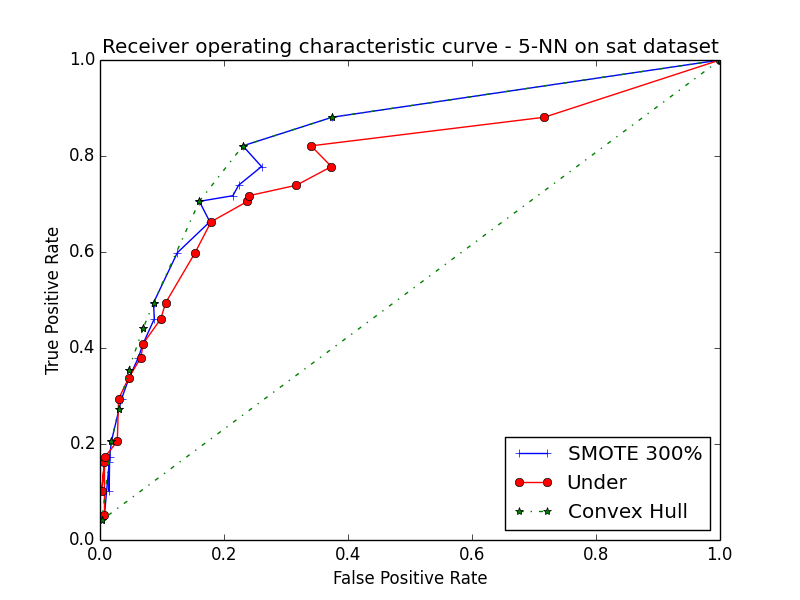 Receiver operating characteristic curve - 5-NN on sat dataset
1.0
0.8
0.6
0.4
0.2
0.0
True Positive Rate
SMOTE 300%
Under
Convex Hull
0.0 0.2 0.4 0.6 0.8 1.0
False Positive Rate